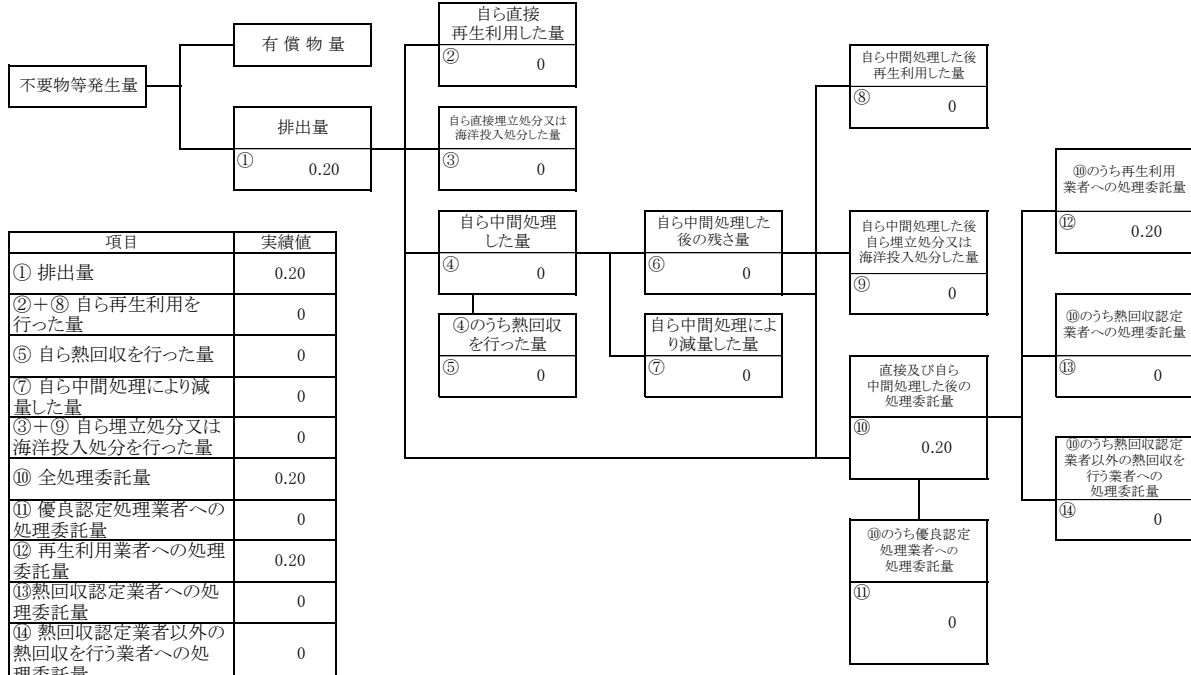 不要物等発生量
有 償 物 量
排出量
①
0.20
自ら直接
再生利用した量
②
0
自ら直接埋立処分又は
海洋投入処分した量
③
0
自ら中間処理
した量
④
0
④のうち熱回収
を行った量
⑤
0
自ら中間処理した
後の残さ量
⑥
0
自ら中間処理によ
り減量した量
⑦
0
自ら中間処理した後
再生利用した量
⑧
0
自ら中間処理した後
自ら埋立処分又は
海洋投入処分した量
⑨
0
直接及び自ら
中間処理した後の
処理委託量
⑩
0.20
⑩のうち優良認定
処理業者への
処理委託量
⑪
0
⑩のうち再生利用
業者への処理委託量
⑫
0.20
⑩のうち熱回収認定
業者への処理委託量
⑬
0
⑩のうち熱回収認定
業者以外の熱回収を
行う業者への
処理委託量
⑭
0
項目 実績値
① 排出量 0.20
②+⑧ 自ら再生利用を
行った量 0
⑤ 自ら熱回収を行った量 0
⑦ 自ら中間処理により減
量した量 0
③+⑨ 自ら埋立処分又は
海洋投入処分を行った量 0
⑩ 全処理委託量 0.20
⑪ 優良認定処理業者への
処理委託量 0
⑫ 再生利用業者への処理
委託量 0.20
⑬熱回収認定業者への処
理委託量 0
⑭ 熱回収認定業者以外の
熱回収を行う業者への処
理委託量 0